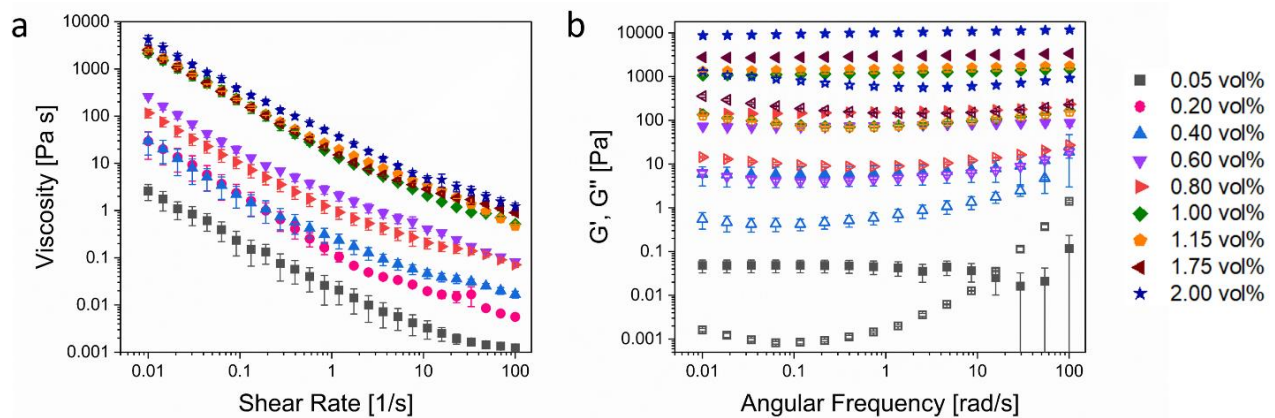 a
10000
1000
100
10
1
0.1
0.01
0.001
Viscosity [Pa s]
0.01
0.1
1
10
100
Shear Rate [1/s]
b
10000
1000
100
10
1
0.1
0.01
0.001
G', G'' [Pa]
0.01
0.1
1
10
100
Angular Frequency [rad/s]
0.05 vol%
0.20 vol%
0.40 vol%
0.60 vol%
0.80 vol%
1.00 vol%
1.15 vol%
1.75 vol%
2.00 vol%